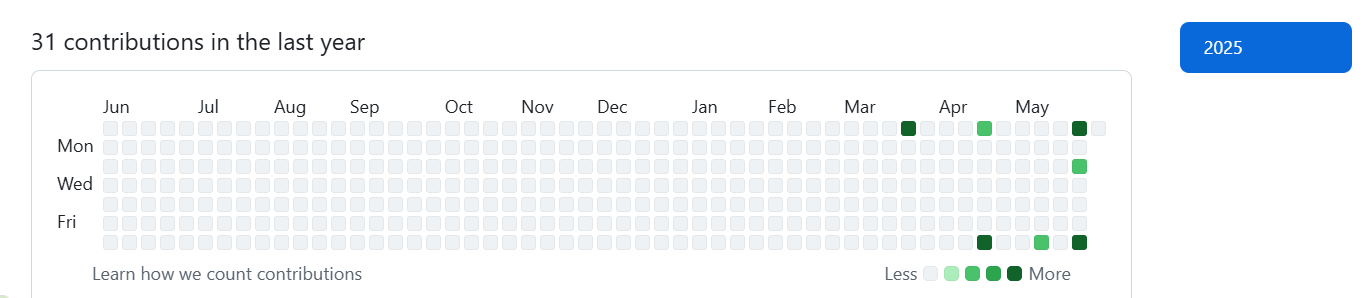 31 contributions in the last year
2025
Jun Jul Aug Sep Oct Nov Dec Jan Feb Mar Apr May
Mon
Wed
Fri
Learn how we count contributions
Less More